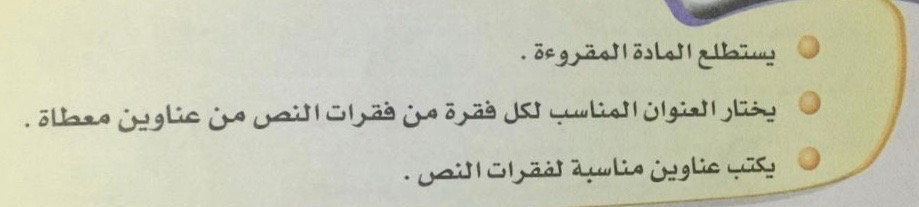 يستطلع المادة المقروءة .
يختار العنوان المناسب لكل فقرة من فقرات النص من عناوين معطاة .
يكتب عناوين مناسبة لفقرات النص .